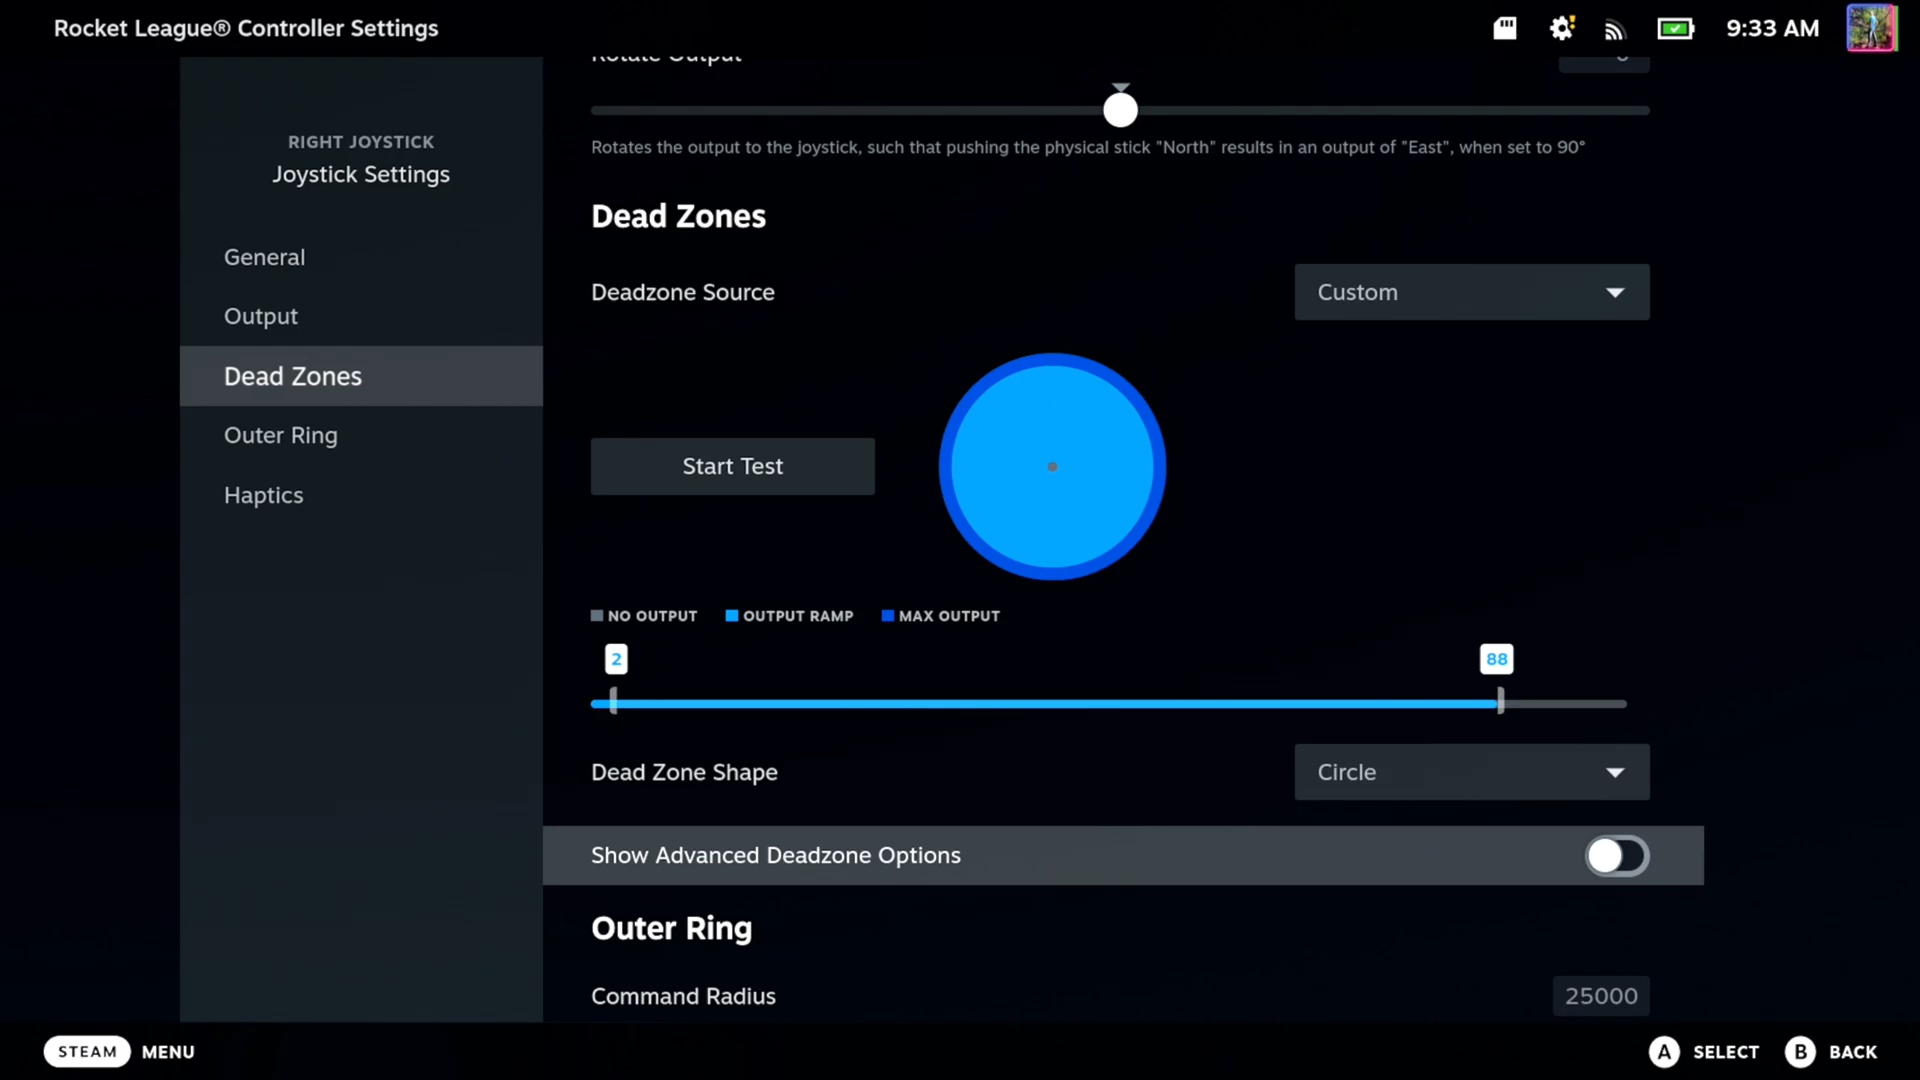 Rocket League® Controller Settings
9:33 AM
Rotate Output
RIGHT JOYSTICK
Joystick Settings
General
Output
Dead Zones
Outer Ring
Haptics
Rotates the output to the joystick, such that pushing the physical stick "North" results in an output of "East", when set to 90°
Dead Zones
Deadzone Source
Custom
Start Test
NO OUTPUT
OUTPUT RAMP
MAX OUTPUT
2
88
Dead Zone Shape
Circle
Show Advanced Deadzone Options
Outer Ring
Command Radius
25000
STEAM MENU
A SELECT
B BACK